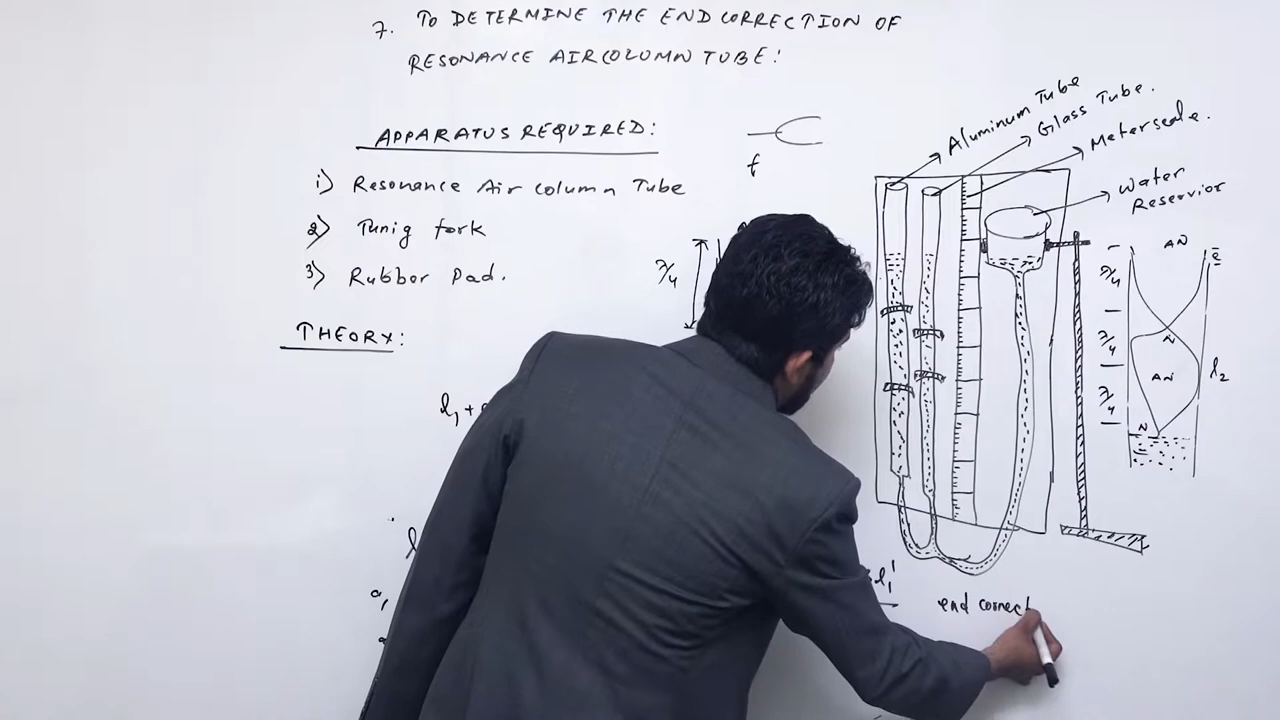 7. TO DETERMINE THE END CORRECTION OF
RESONANCE AIRCOLUMN TUBE:
APPARATUS REQUIRED:
i) Resonance Air column Tube
2) Tunig fork
3) Rubber Pad.
THEORY:
f
λ/4
l₁ +
l
a,
Aluminum Tube
Glass Tube.
Meterscale.
Water
Reservior
AN
e
λ/4
N
λ/4
AN
l₂
λ/4
N
l₁'
end correct